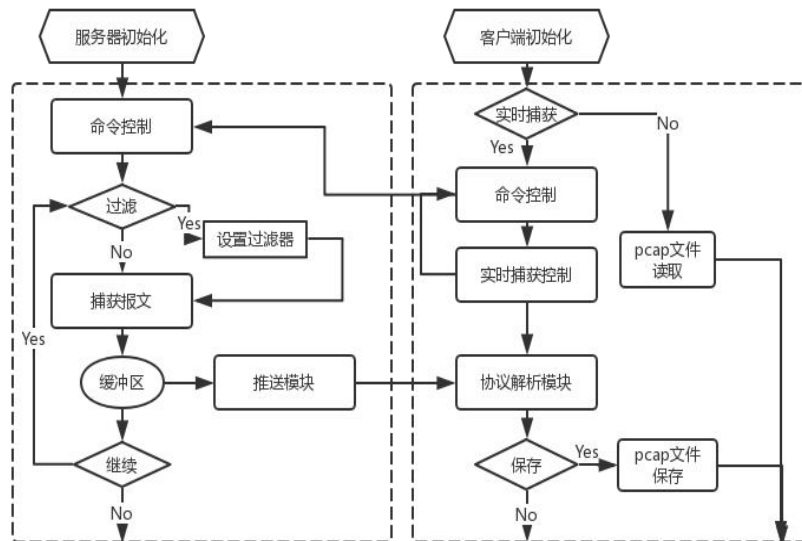 服务器初始化
客户端初始化
命令控制
实时捕获
No
Yes
命令控制
过滤
Yes
设置过滤器
No
实时捕获控制
pcap文件
读取
捕获报文
Yes
缓冲区
推送模块
协议解析模块
继续
保存
Yes
pcap文件
保存
No
No